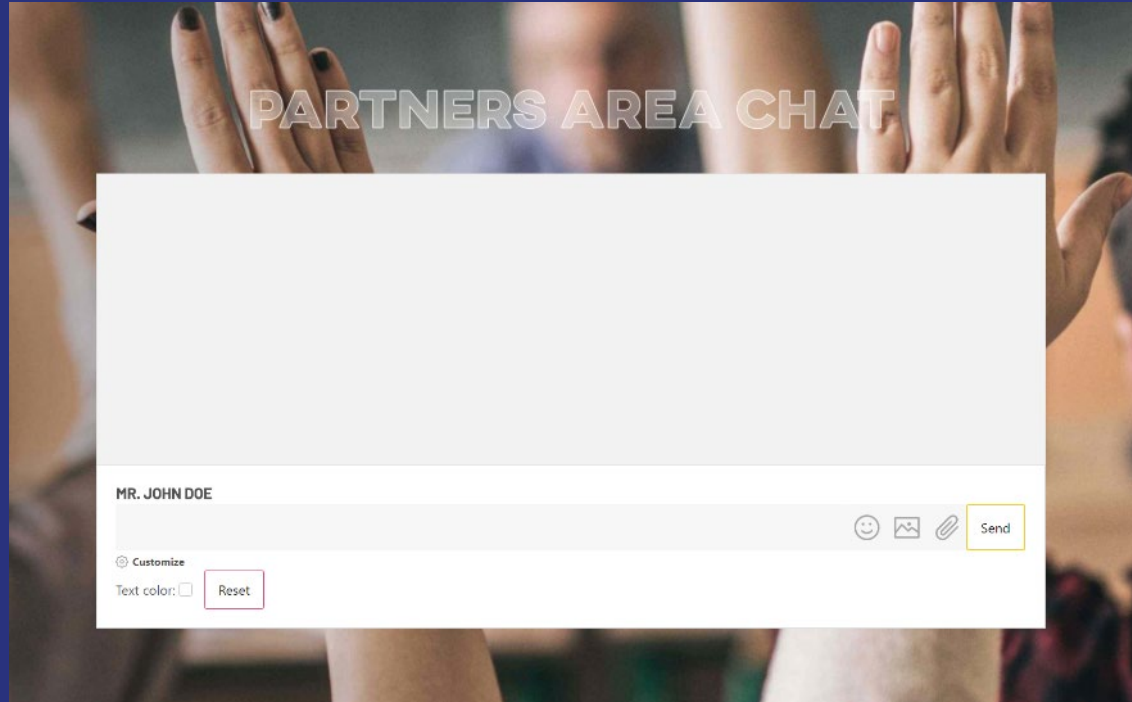 PARTNERS AREA CHAT
MR. JOHN DOE
Send
Customize
Text color:
Reset